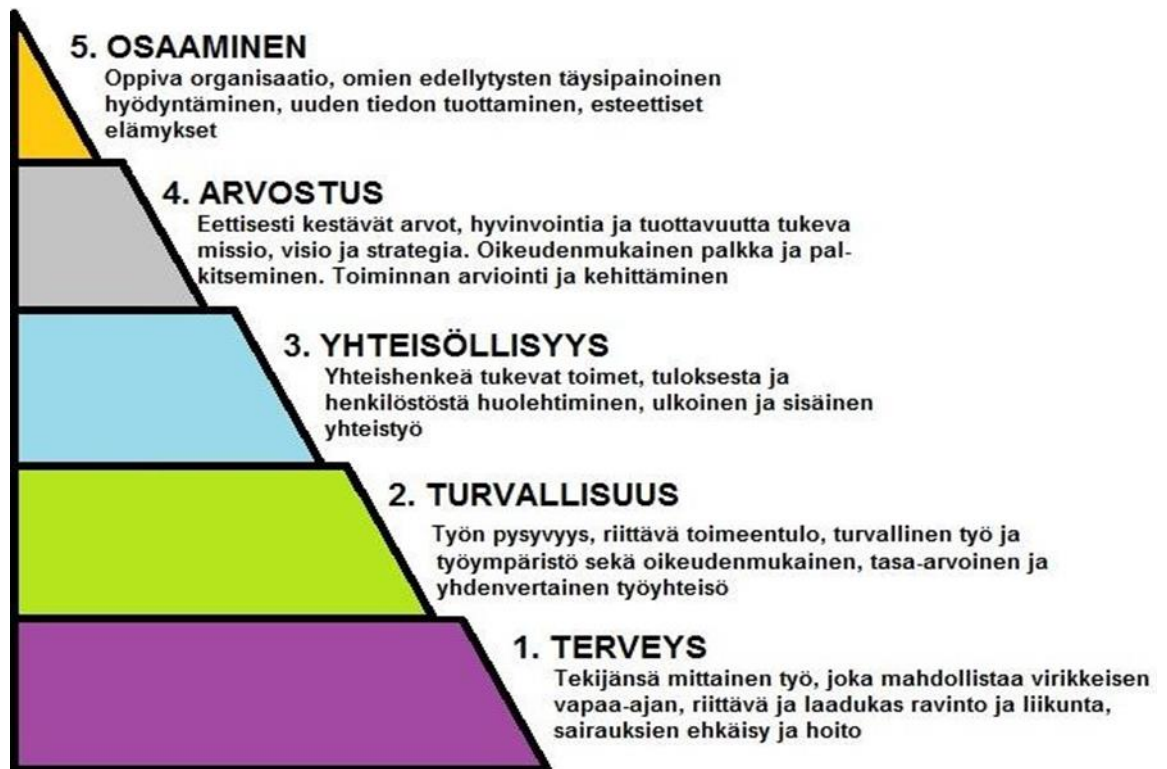 5. OSAAMINEN
Oppiva organisaatio, omien edellytysten täysipainoinen
hyödyntäminen, uuden tiedon tuottaminen, esteettiset
elämykset
4. ARVOSTUS
Eettisesti kestävät arvot, hyvinvointia ja tuottavuutta tukeva
missio, visio ja strategia. Oikeudenmukainen palkka ja pal-
kitseminen. Toiminnan arviointi ja kehittäminen
3. YHTEISÖLLISYYS
Yhteishenkeä tukevat toimet, tuloksesta ja
henkilöstöstä huolehtiminen, ulkoinen ja sisäinen
yhteistyö
2. TURVALLISUUS
Työn pysyvyys, riittävä toimeentulo, turvallinen työ ja
työympäristö sekä oikeudenmukainen, tasa-arvoinen ja
yhdenvertainen työyhteisö
1. TERVEYS
Tekijänsä mittainen työ, joka mahdollistaa virikkeisen
vapaa-ajan, riittävä ja laadukas ravinto ja liikunta,
sairauksien ehkäisy ja hoito